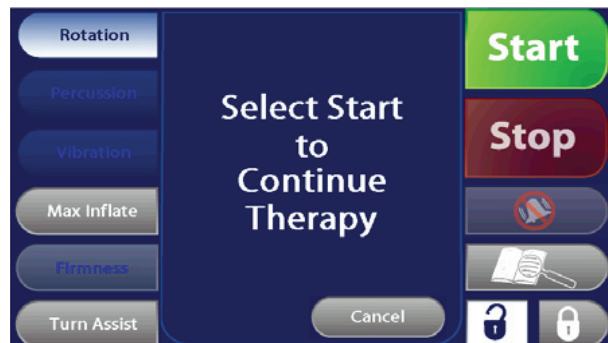 Rotation
Percussion
Vibration
Max Inflate
Firmness
Turn Assist
Select Start
to
Continue
Therapy
Cancel
Start
Stop